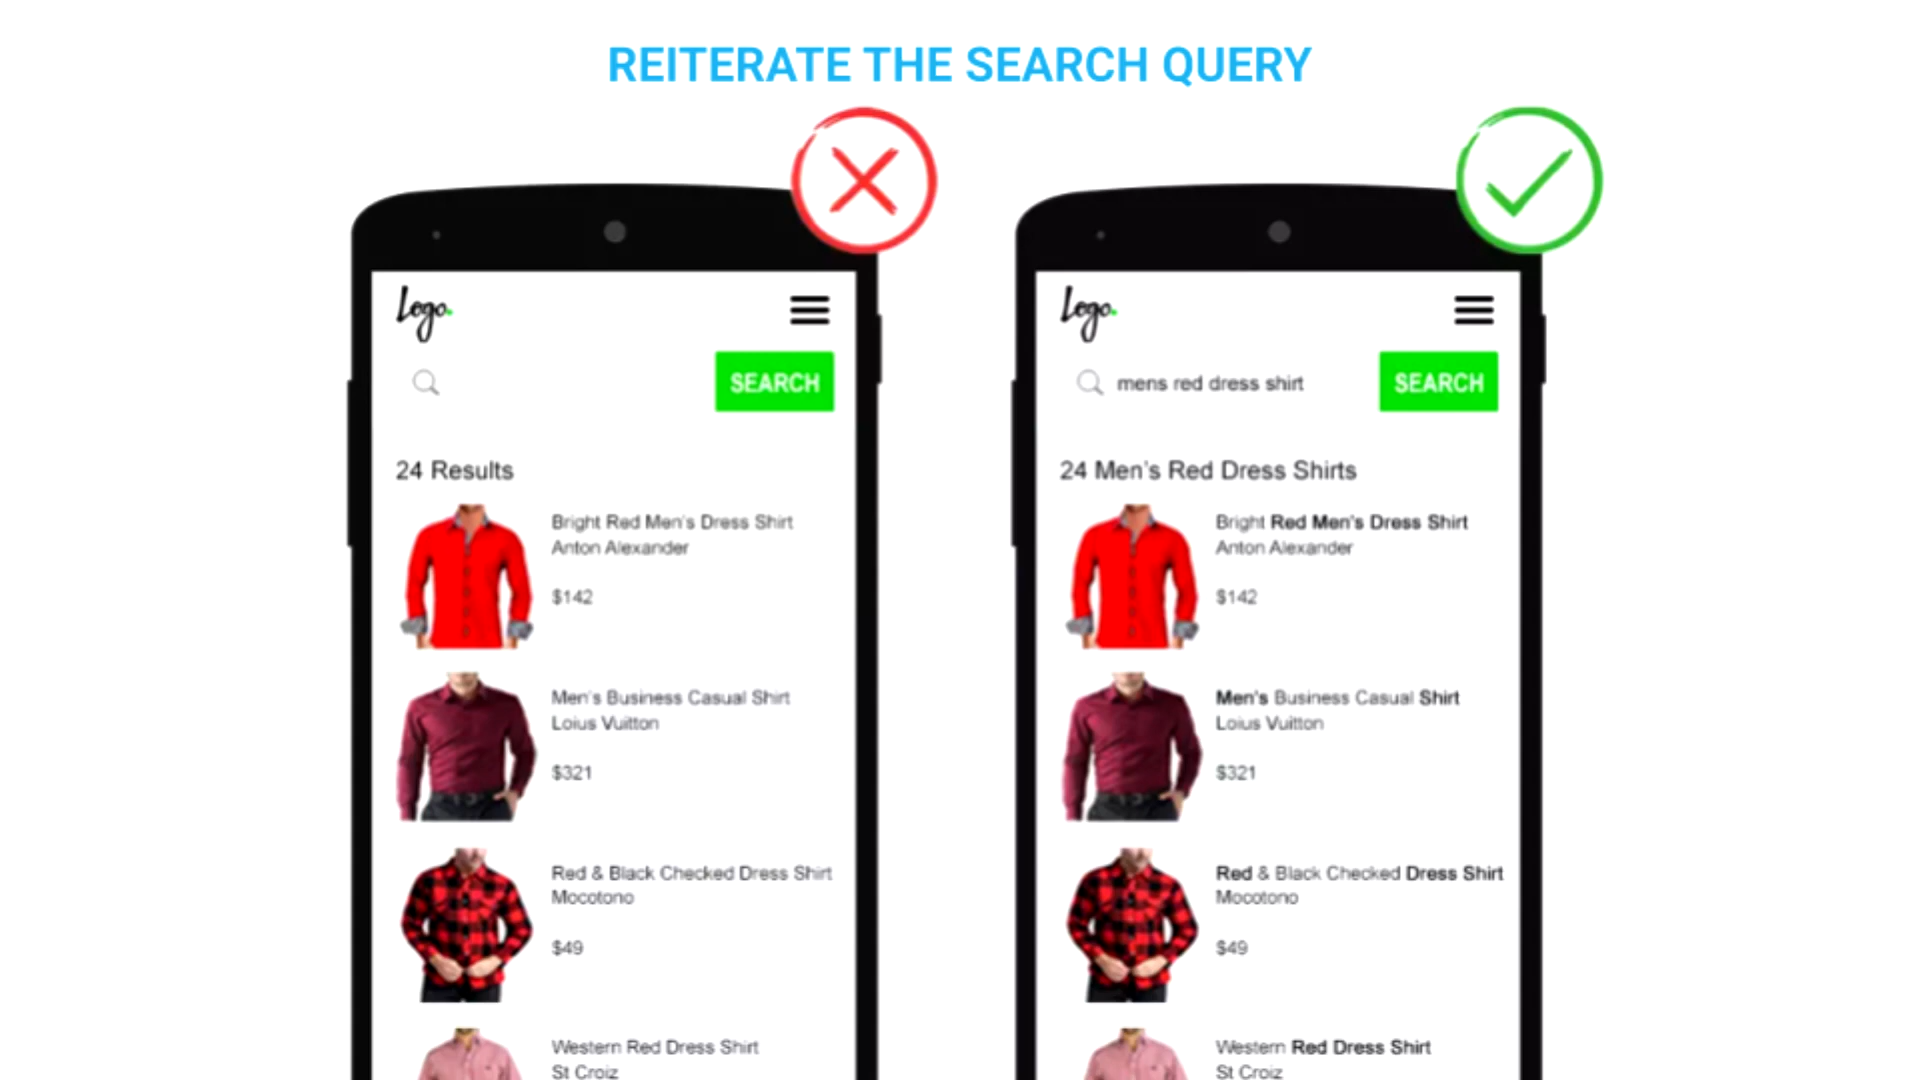 REITERATE THE SEARCH QUERY
Logo.
SEARCH
24 Results
Bright Red Men's Dress Shirt
Anton Alexander
$142
Men's Business Casual Shirt
Loius Vuitton
$321
Red & Black Checked Dress Shirt
Mocotono
$49
Western Red Dress Shirt
St Croiz
Logo.
mens red dress shirt
SEARCH
24 Men's Red Dress Shirts
Bright Red Men's Dress Shirt
Anton Alexander
$142
Men's Business Casual Shirt
Loius Vuitton
$321
Red & Black Checked Dress Shirt
Mocotono
$49
Western Red Dress Shirt
St Croiz